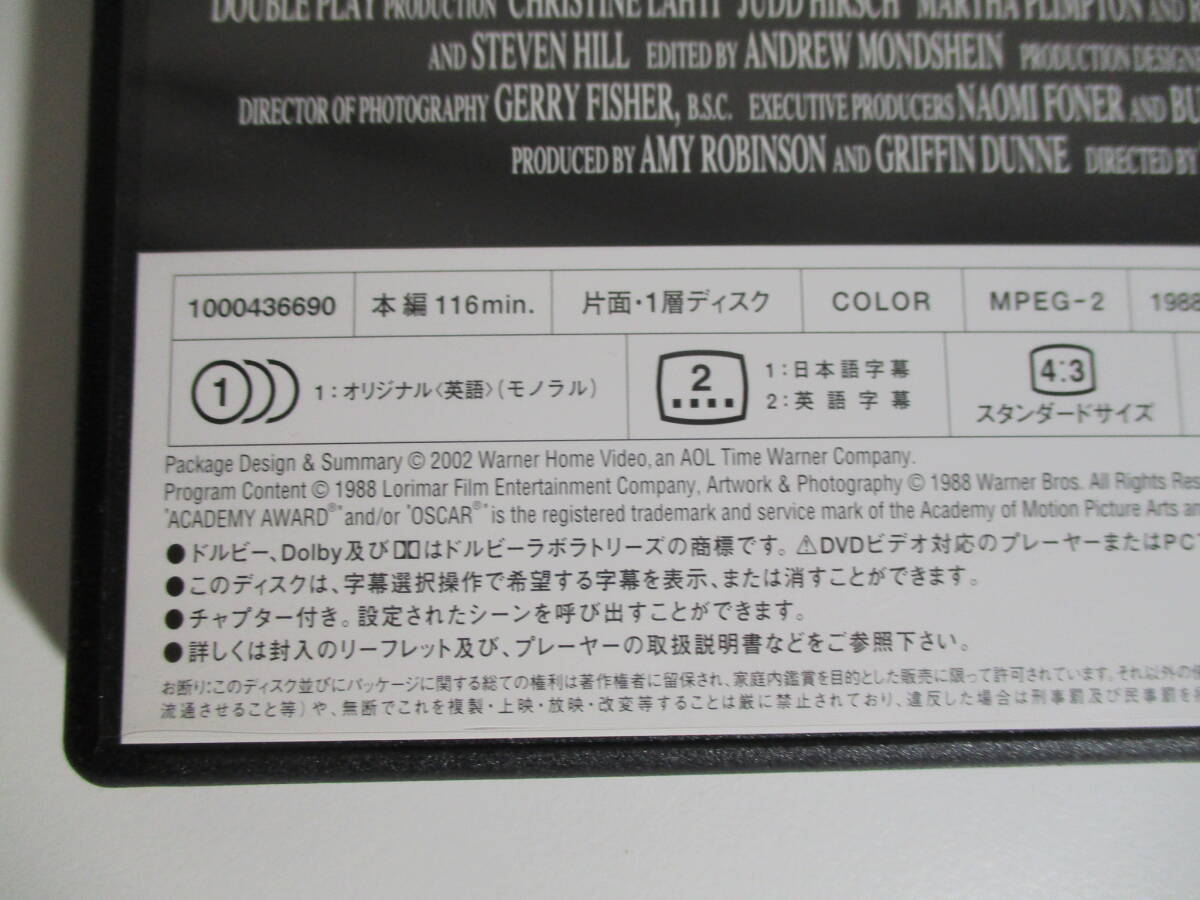 DOUBLE PLAY PRODUCTION CHRISTINE LAHTI JUDD HIRSCH MARTHA PLIMPTON AND
AND STEVEN HILL EDITED BY ANDREW MONDSHEIN PRODUCTION DESIGNE
DIRECTOR OF PHOTOGRAPHY GERRY FISHER, B.S.C. EXECUTIVE PRODUCERS NAOMI FONER AND BU
PRODUCED BY AMY ROBINSON AND GRIFFIN DUNNE DIRECTED BY
1000436690 本編116min. 片面・1層ディスク COLOR MPEG-2 1988
1 1:オリジナル〈英語〉(モノラル) 2 1:日本語字幕 4:3
2:英語字幕 スタンダードサイズ
Package Design & Summary © 2002 Warner Home Video, an AOL Time Warner Company.
Program Content © 1988 Lorimar Film Entertainment Company, Artwork & Photography © 1988 Warner Bros. All Rights Res
"ACADEMY AWARD®" and/or "OSCAR®" is the registered trademark and service mark of the Academy of Motion Picture Arts an
●ドルビー、Dolby及びDDはドルビーラボラトリーズの商標です。⚠DVDビデオ対応のプレーヤーまたはPC
●このディスクは、字幕選択操作で希望する字幕を表示、または消すことができます。
●チャプター付き。設定されたシーンを呼び出すことができます。
●詳しくは封入のリーフレット及び、プレーヤーの取扱説明書などをご参照下さい。
お断り:このディスク並びにパッケージに関する総ての権利は著作権者に留保され、家庭内鑑賞を目的とした販売に限って許可されています。それ以外の
流通させること等)や、無断でこれを複製・上映・放映・改変等することは厳に禁止されており、違反した場合は刑事罰及び民事罰を